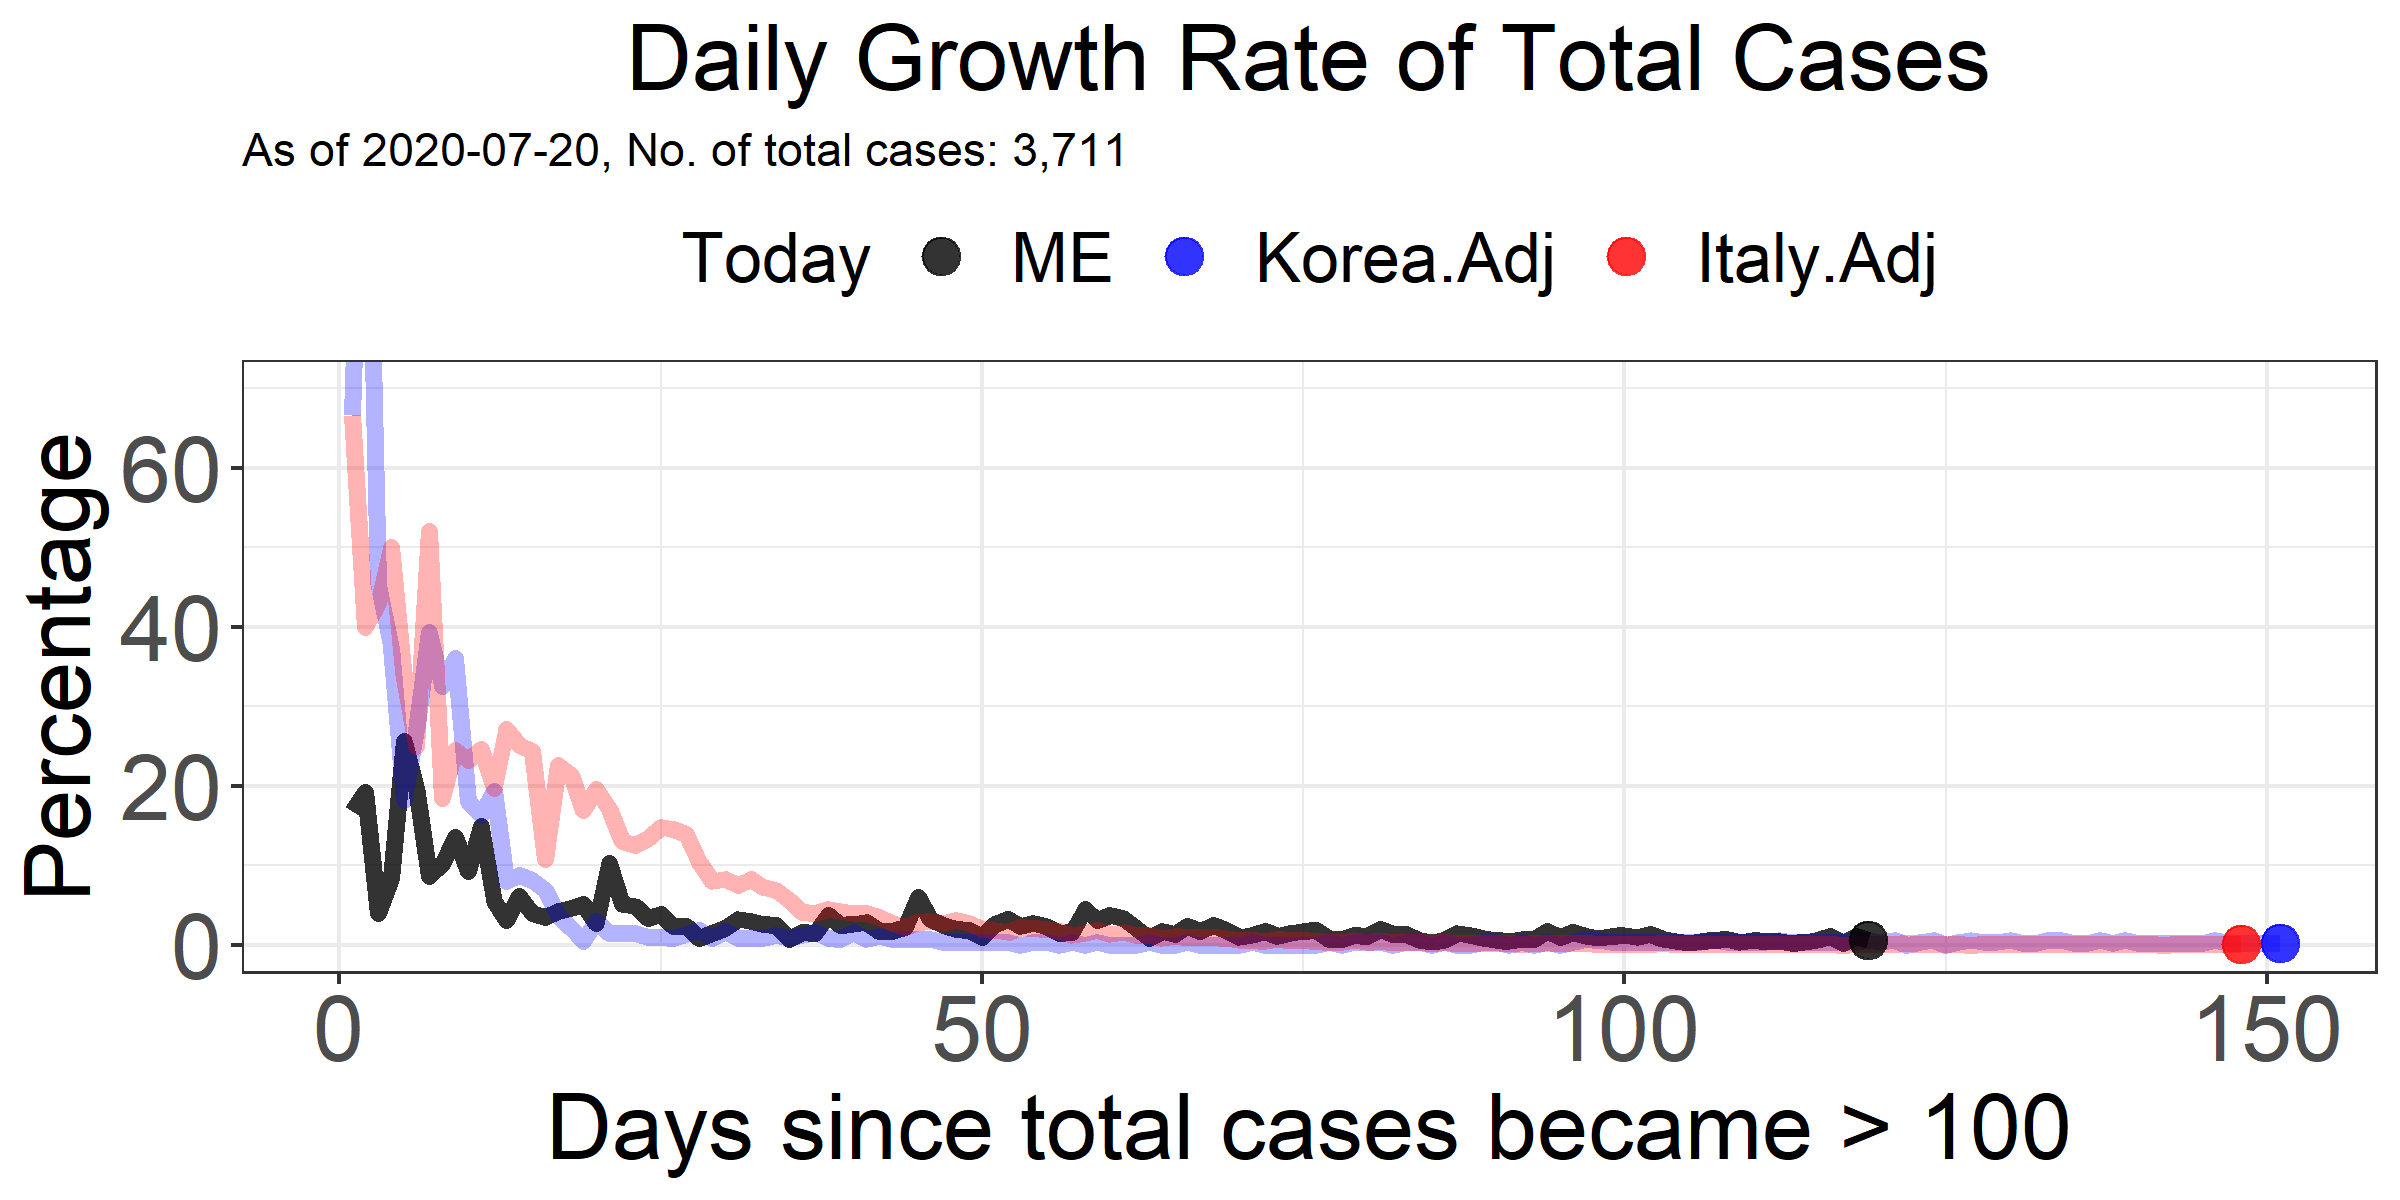 Daily Growth Rate of Total Cases
As of 2020-07-20, No. of total cases: 3,711
Today ME Korea.Adj Italy.Adj
Percentage
60
40
20
0
0 50 100 150
Days since total cases became > 100